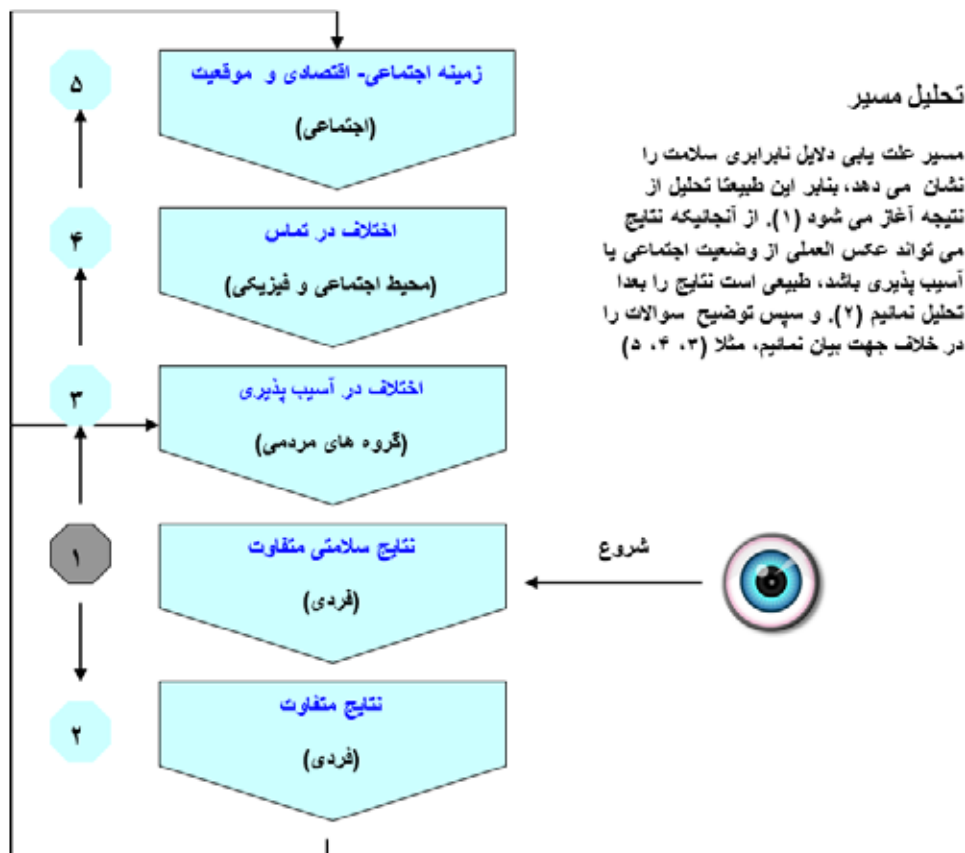 تحلیل مسیر
مسیر علت یابی دلایل نابرابری سلامت را
نشان می دهد، بنابر این طبیعتا تحلیل از
نتیجه آغاز می شود (۱). از آنجائیکه نتایج
می تواند عکس العملی از وضعیت اجتماعی یا
آسیب پذیری باشد، طبیعی است نتایج را بعدا
تحلیل نمائیم (۲). و سپس توضیح سوالات را
در خلاف جهت بیان نمائیم، مثلا (۳، ۴، ۵)
زمینه اجتماعی- اقتصادی و موقعیت
(اجتماعی)
۵
اختلاف در تماس
(محیط اجتماعی و فیزیکی)
۴
اختلاف در آسیب پذیری
(گروه های مردمی)
۳
شروع
نتایج سلامتی متفاوت
(فردی)
۱
نتایج متفاوت
(فردی)
۲